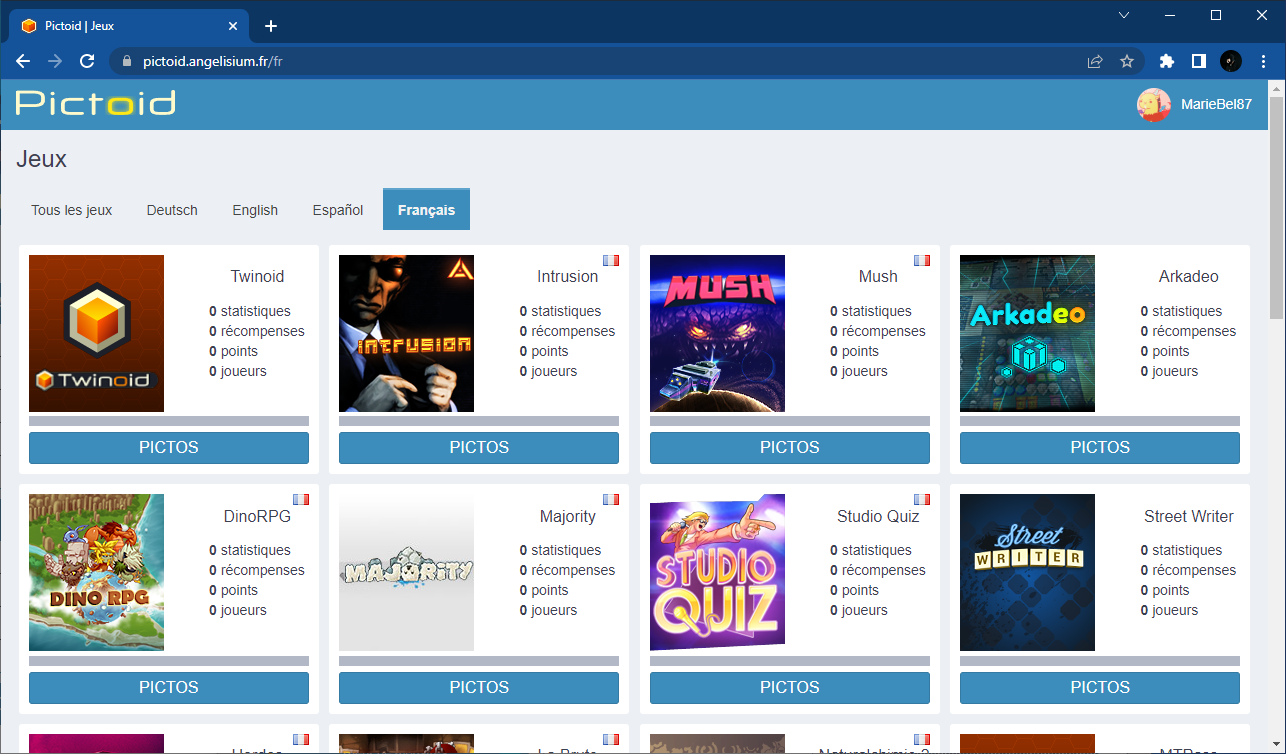 Pictoid | Jeux
pictoid.angelisium.fr/fr
Pictoid
MarieBel87
Jeux
Tous les jeux Deutsch English Español Français
Twinoid
Twinoid
0 statistiques
0 récompenses
0 points
0 joueurs
PICTOS
INTRUSION
Intrusion
0 statistiques
0 récompenses
0 points
0 joueurs
PICTOS
MUSH
Mush
0 statistiques
0 récompenses
0 points
0 joueurs
PICTOS
Arkadeo
Arkadeo
0 statistiques
0 récompenses
0 points
0 joueurs
PICTOS
DINO RPG
DinoRPG
0 statistiques
0 récompenses
0 points
0 joueurs
PICTOS
MAJORITY
Majority
0 statistiques
0 récompenses
0 points
0 joueurs
PICTOS
STUDIO
QUIZ
Studio Quiz
0 statistiques
0 récompenses
0 points
0 joueurs
PICTOS
Street
WRITER
Street Writer
0 statistiques
0 récompenses
0 points
0 joueurs
PICTOS